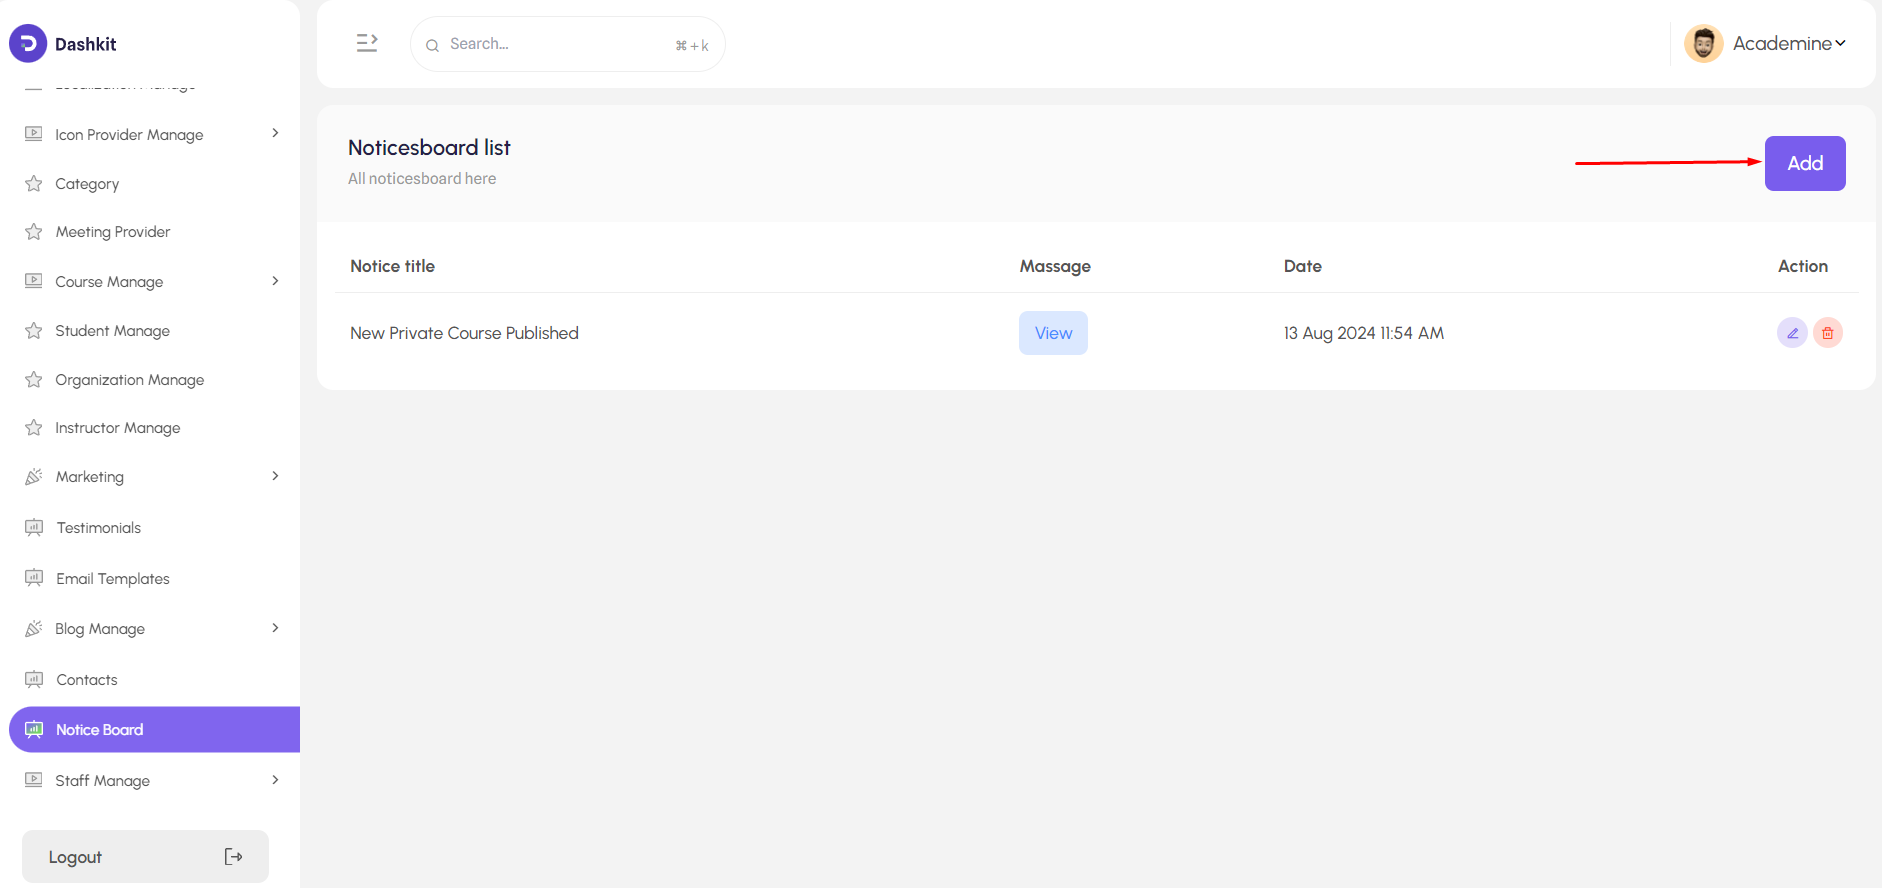 Dashkit
Search...
⌘ + k
Academine
Icon Provider Manage
Category
Meeting Provider
Course Manage
Student Manage
Organization Manage
Instructor Manage
Marketing
Testimonials
Email Templates
Blog Manage
Contacts
Notice Board
Staff Manage
Logout
Noticesboard list
All noticesboard here
Add
Notice title Massage Date Action
New Private Course Published View 13 Aug 2024 11:54 AM